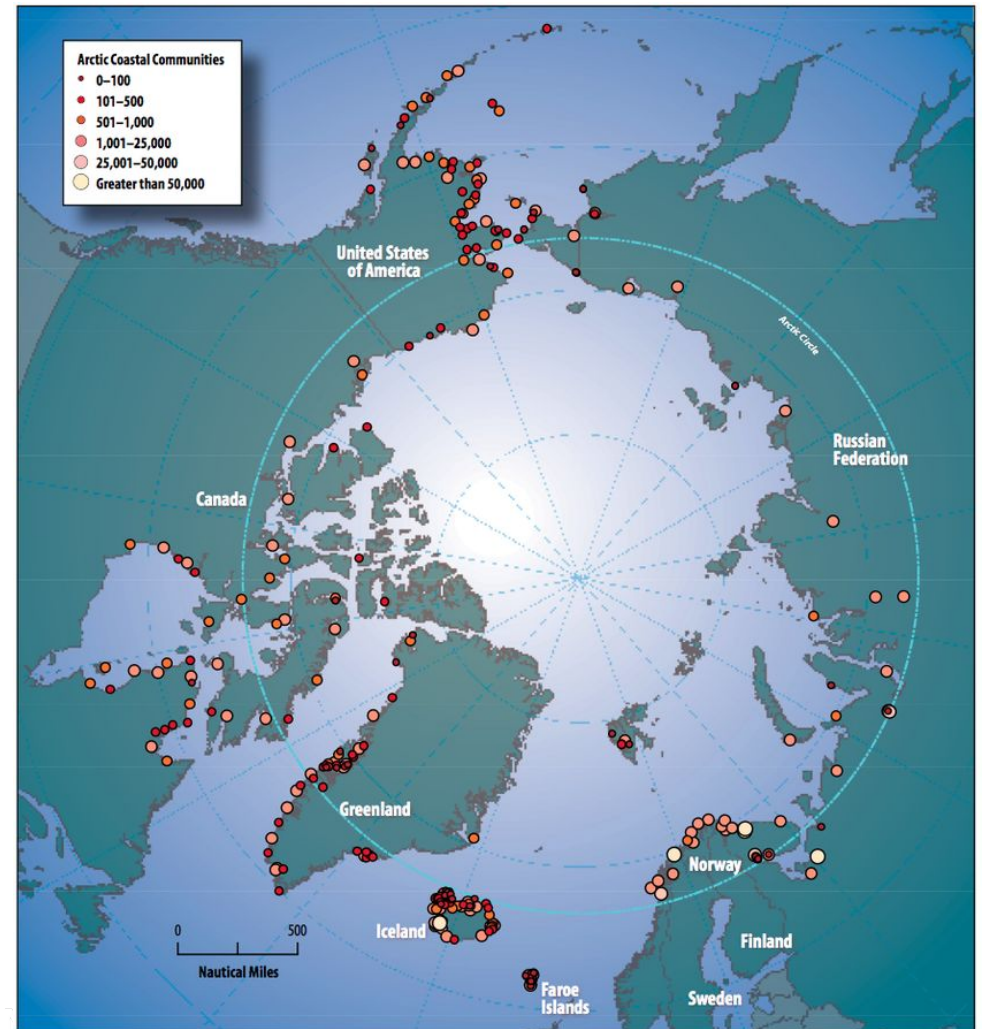 Arctic Coastal Communities
0–100
101–500
501–1,000
1,001–25,000
25,001–50,000
Greater than 50,000
United States
of America
Arctic Circle
Russian
Federation
Canada
Greenland
Norway
Iceland
Finland
Faroe
Islands
Sweden
0 500
Nautical Miles